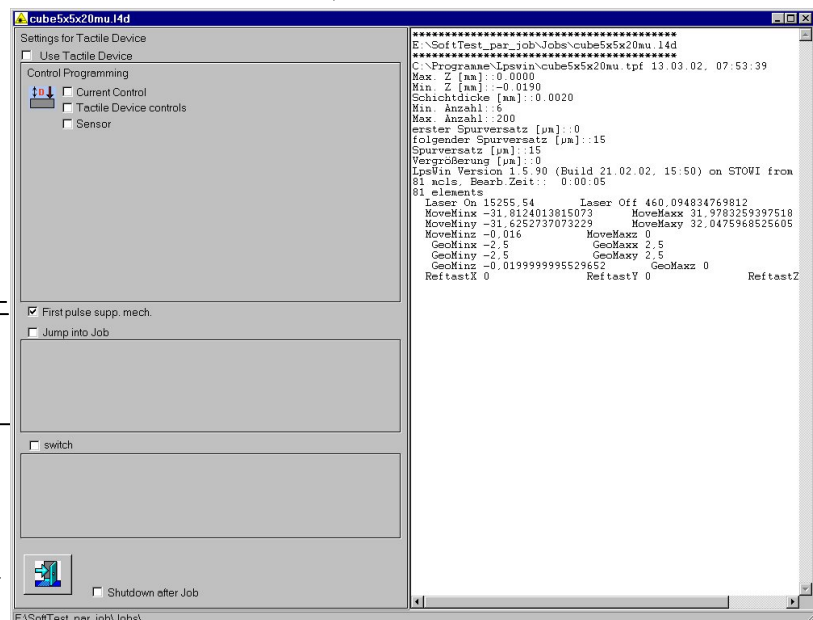 cube5x5x20mu.l4d
Settings for Tactile Device
Use Tactile Device
Control Programming
Current Control
Tactile Device controls
Sensor
First pulse supp. mech.
Jump into Job
switch
Shutdown after Job
E:\SoftTest_par_job\Jobs\
******************************************
E:\SoftTest_par_job\Jobs\cube5x5x20mu.l4d
******************************************
C:\Programme\Lpswin\cube5x5x20mu.tpf 13.03.02, 07:53:39
Max. Z [mm]::0.0000
Min. Z [mm]::-0.0190
Schichtdicke [mm]::0.0020
Min. Anzahl::6
Max. Anzahl::200
erster Spurversatz [µm]::0
folgender Spurversatz [µm]::15
Spurversatz [µm]::15
Vergrößerung [µm]::0
LpsWin Version 1.5.90 (Build 21.02.02, 15:50) on STOWI from
81 mcls, Bearb.Zeit:: 0:00:05
81 elements
Laser On 15255,54 Laser Off 460,094834769812
MoveMinx -31,8124013815073 MoveMaxx 31,9783259397518
MoveMiny -31,6252737073229 MoveMaxy 32,0475968525605
MoveMinz -0,016 MoveMaxz 0
GeoMinx -2,5 GeoMaxx 2,5
GeoMiny -2,5 GeoMaxy 2,5
GeoMinz -0,0199999995529652 GeoMaxz 0
ReftastX 0 ReftastY 0 ReftastZ